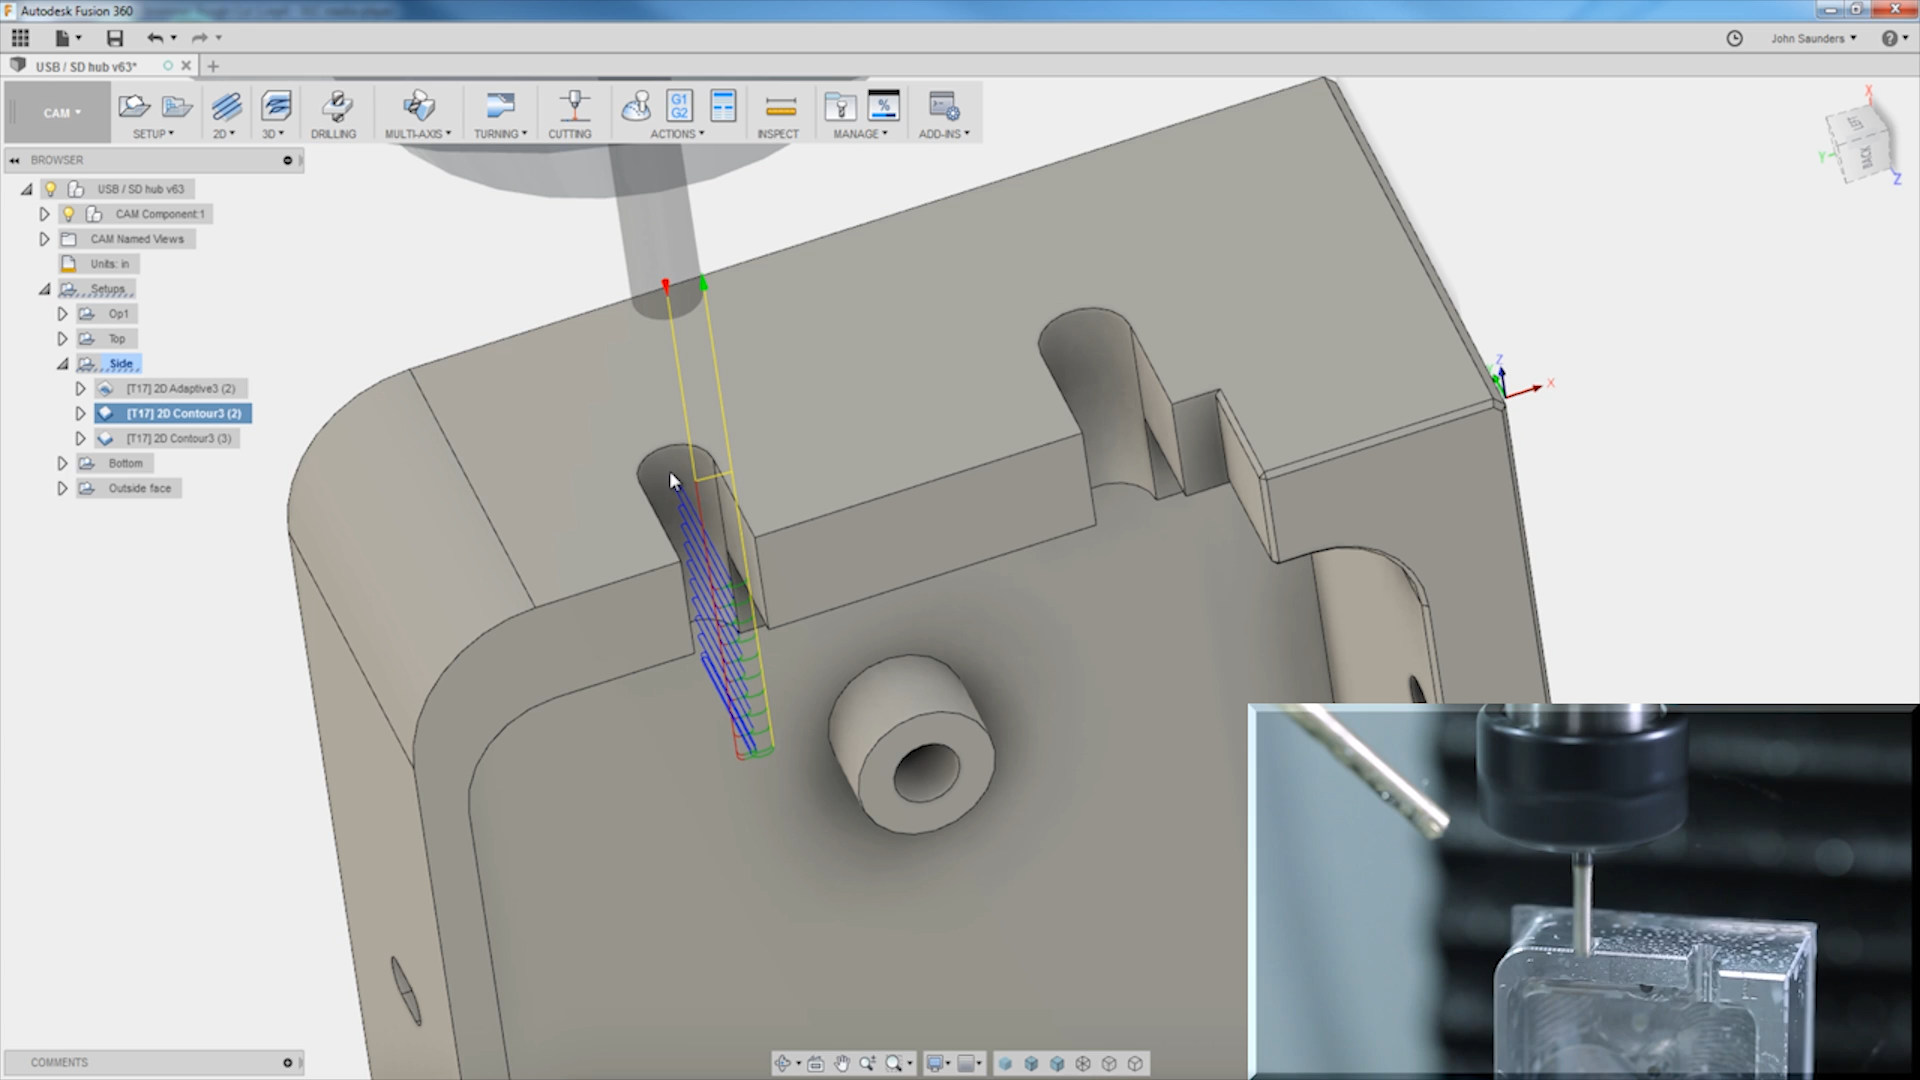 Autodesk Fusion 360
John Saunders
USB / SD hub v63*
CAM
G1
G2
%
SETUP
2D
3D
DRILLING
MULTI-AXIS
TURNING
CUTTING
ACTIONS
INSPECT
MANAGE
ADD-INS
BROWSER
USB / SD hub v63
CAM Component:1
CAM Named Views
Units: in
Setups
Op1
Top
Side
[T17] 2D Adaptive3 (2)
[T17] 2D Contour3 (2)
[T17] 2D Contour3 (3)
Bottom
Outside face
X
LEFT
Y
BACK
Z
Z
X
COMMENTS